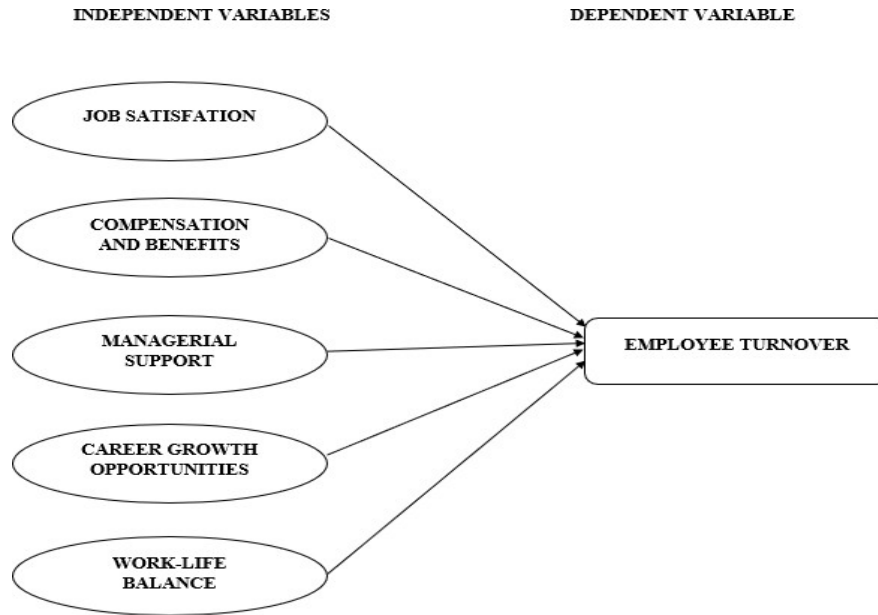 INDEPENDENT VARIABLES
DEPENDENT VARIABLE
JOB SATISFATION
COMPENSATION
AND BENEFITS
MANAGERIAL
SUPPORT
EMPLOYEE TURNOVER
CAREER GROWTH
OPPORTUNITIES
WORK-LIFE
BALANCE